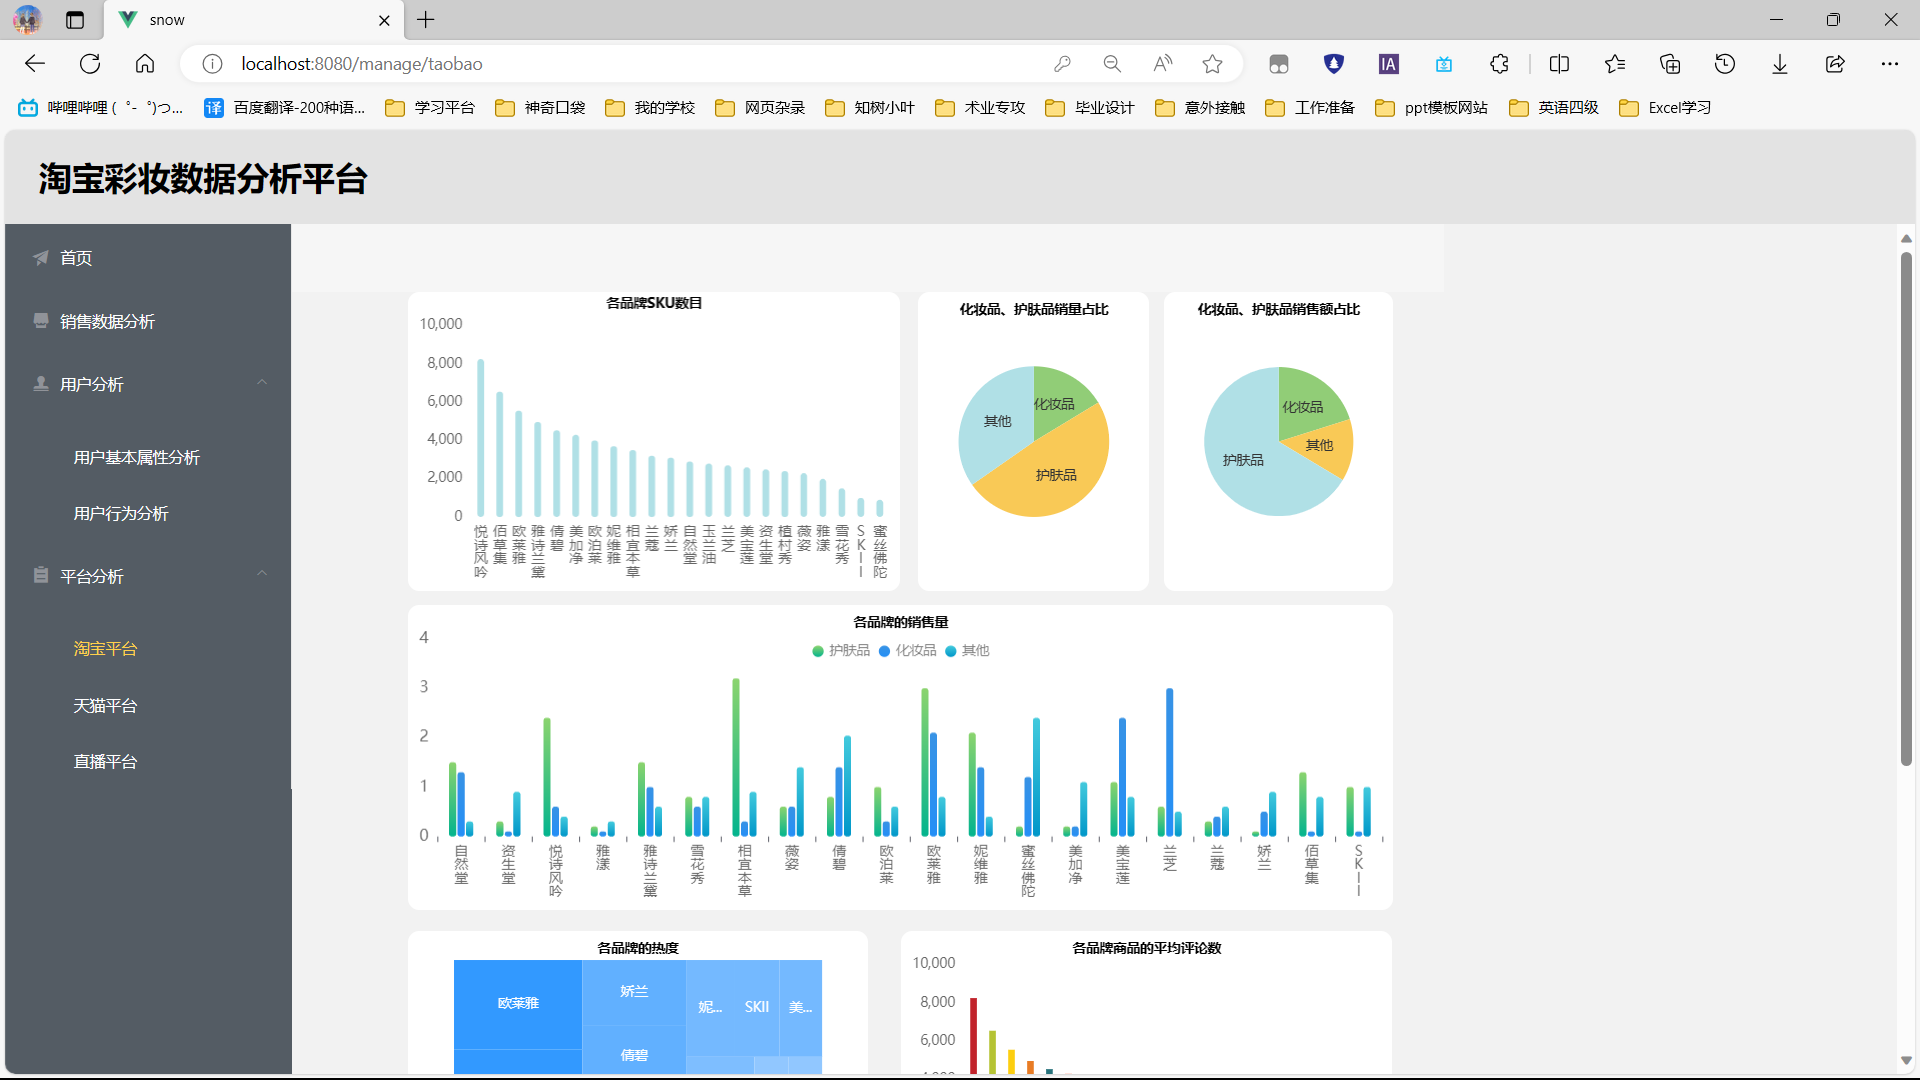 snow
localhost:8080/manage/taobao
哔哩哔哩 (゜-゜)つ...
译 百度翻译-200种语...
学习平台
神奇口袋
我的学校
网页杂录
知树小叶
术业专攻
毕业设计
意外接触
工作准备
ppt模板网站
英语四级
Excel学习
淘宝彩妆数据分析平台
首页
销售数据分析
用户分析
用户基本属性分析
用户行为分析
平台分析
淘宝平台
天猫平台
直播平台
各品牌SKU数目
10,000
8,000
6,000
4,000
2,000
0
悦诗风吟
佰草集
欧莱雅
雅诗兰黛
倩碧
美加净
欧泊莱
妮维雅
相宜本草
兰蔻
娇兰
自然堂
玉兰油
兰芝
美宝莲
资生堂
植村秀
薇姿
雅漾
雪花秀
SKII
蜜丝佛陀
化妆品、护肤品销量占比
化妆品
其他
护肤品
化妆品、护肤品销售额占比
化妆品
其他
护肤品
各品牌的销售量
护肤品 化妆品 其他
4
3
2
1
0
自然堂
资生堂
悦诗风吟
雅漾
雅诗兰黛
雪花秀
相宜本草
薇姿
倩碧
欧泊莱
欧莱雅
妮维雅
蜜丝佛陀
美加净
美宝莲
兰芝
兰蔻
娇兰
佰草集
SKII
各品牌的热度
欧莱雅
娇兰
妮...
SKII
美...
倩碧
各品牌商品的平均评论数
10,000
8,000
6,000